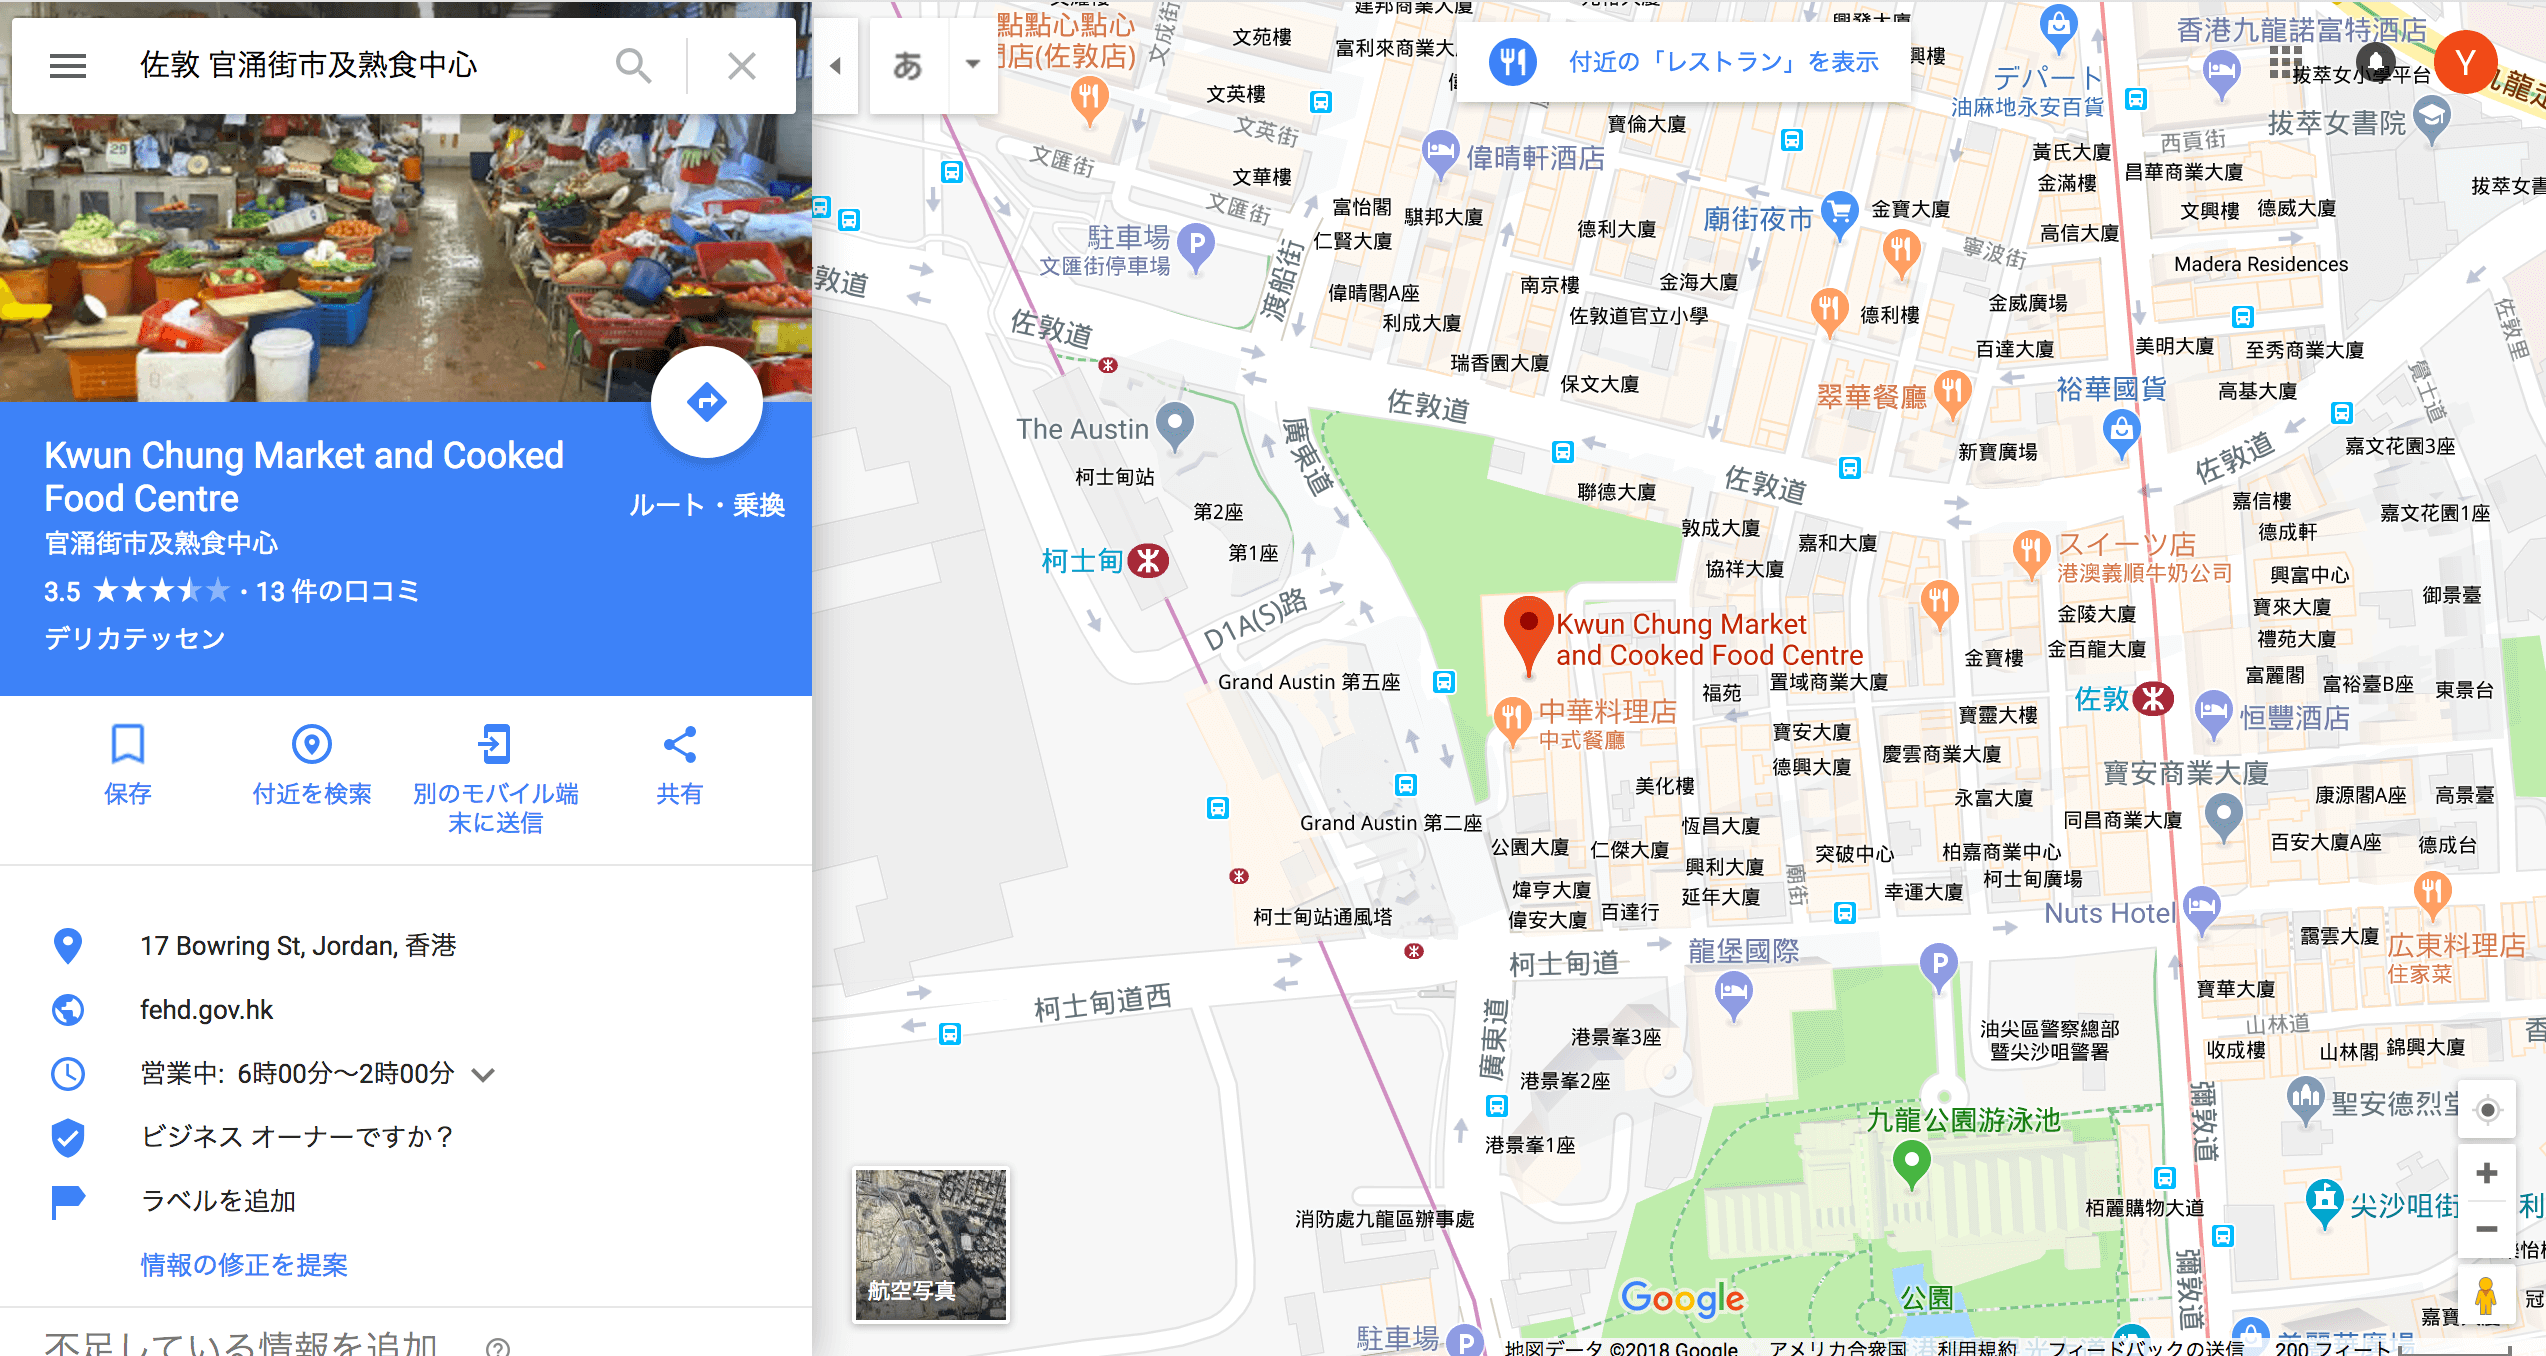 佐敦 官涌街市及熟食中心
Kwun Chung Market and Cooked
Food Centre
官涌街市及熟食中心
3.5 ★★★★★ · 13 件の口コミ
デリカテッセン
ルート・乗換
保存
付近を検索
別のモバイル端
末に送信
共有
17 Bowring St, Jordan, 香港
fehd.gov.hk
営業中: 6時00分～2時00分
ビジネス オーナーですか？
ラベルを追加
情報の修正を提案
不足している情報を追加
あ
付近の「レストラン」を表示
Y
點點心點心
店(佐敦店)
文成街
文苑樓
富利來商業大
文英樓
文英街
文匯街
文華樓
文匯街
駐車場
文匯街停車場
渡船街
偉晴軒酒店
富怡閣
騏邦大廈
仁賢大廈
偉晴閣A座
利成大廈
瑞香園大廈
寶倫大廈
德利大廈
南京樓
金海大廈
佐敦道官立小學
保文大廈
廟街夜市
金寶大廈
德利樓
寧波街
デパート
油麻地永安百貨
香港九龍諾富特酒店
拔萃女小學平台
拔萃女書院
西貢街
黃氏大廈
金滿樓
昌華商業大廈
文興樓
德威大廈
高信大廈
Madera Residences
金威廣場
百達大廈
美明大廈
至秀商業大廈
高基大廈
裕華國貨
翠華餐廳
新寶廣場
佐敦里
覺士道
嘉文花園3座
嘉文花園1座
佐敦道
佐敦道
佐敦道
佐敦道
敦道
The Austin
柯士甸站
第2座
第1座
柯士甸
廣東道
D1A(S)路
聯德大廈
敦成大廈
嘉和大廈
協祥大廈
Kwun Chung Market
and Cooked Food Centre
中華料理店
中式餐廳
福苑
置域商業大廈
寶安大廈
德興大廈
美化樓
Grand Austin 第五座
Grand Austin 第二座
スイーツ店
港澳義順牛奶公司
嘉信樓
德成軒
興富中心
寶來大廈
禮苑大廈
御景臺
金陵大廈
金百龍大廈
金寶樓
富麗閣
富裕臺B座
東景台
佐敦
恒豐酒店
寶靈大樓
慶雲商業大廈
寶安商業大廈
永富大廈
同昌商業大廈
康源閣A座
高景臺
百安大廈A座
德成台
公園大廈
仁傑大廈
恆昌大廈
興利大廈
延年大廈
突破中心
廟街
柏嘉商業中心
柯士甸廣場
幸運大廈
煒亨大廈
偉安大廈
百達行
柯士甸站通風塔
Nuts Hotel
靄雲大廈
広東料理店
住家菜
寶華大廈
山林道
收成樓
山林閣
錦興大廈
柯士甸道
柯士甸道西
龍堡國際
廣東道
港景峯3座
港景峯2座
港景峯1座
油尖區警察總部
暨尖沙咀警署
彌敦道
九龍公園游泳池
栢麗購物大道
尖沙咀街
消防處九龍區辦事處
彌敦道
公園
駐車場
航空写真
Google
地図データ ©2018 Google
アメリカ合衆国
利用規約
フィードバックの送信
200 フィート